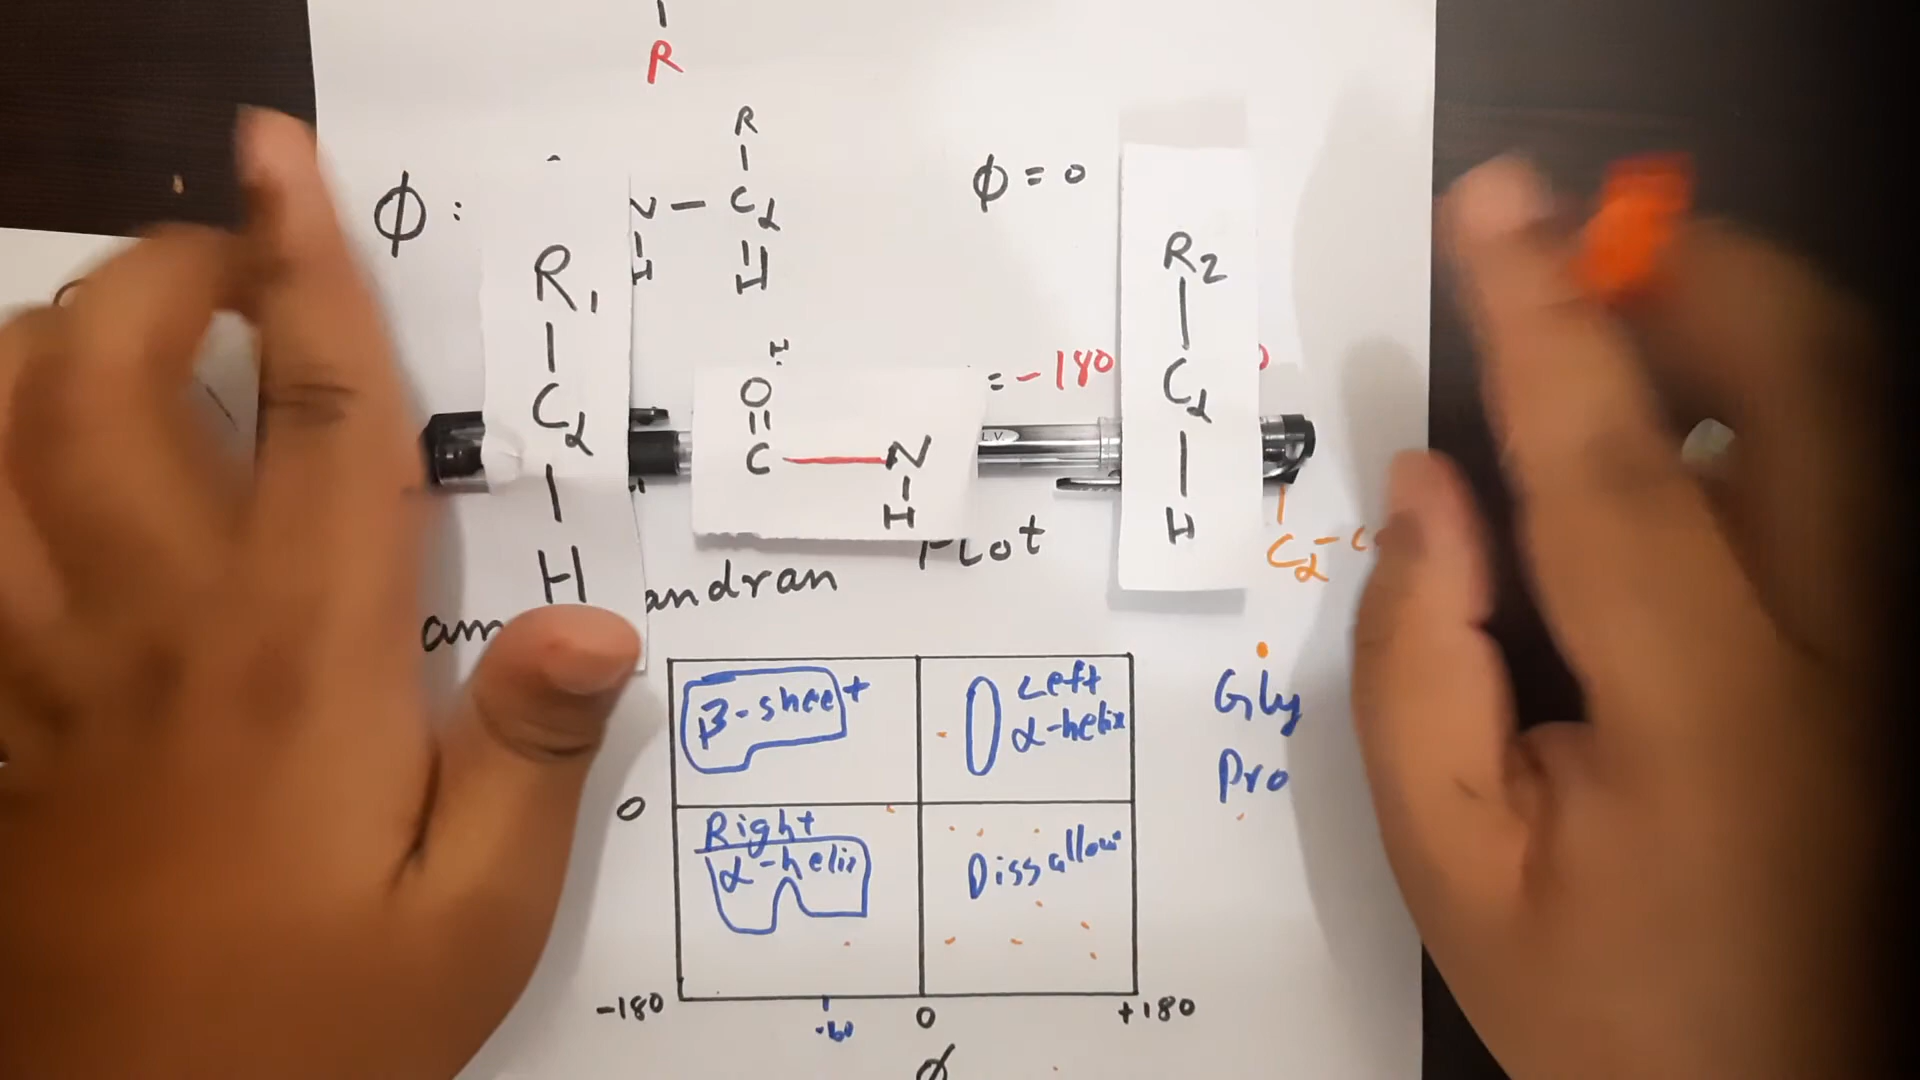 R
R
ϕ :
N - Cα
H
H
ϕ = 0
R1
Cα
H
H
O
C
N
H
= -180
R2
Cα
H
L.V.
Plot
andran
am
Cα - C
β-sheet
Left
α-helix
Gly
Pro
0
Right
α-helix
Dissallow
-180
-60
0
+180
ϕ